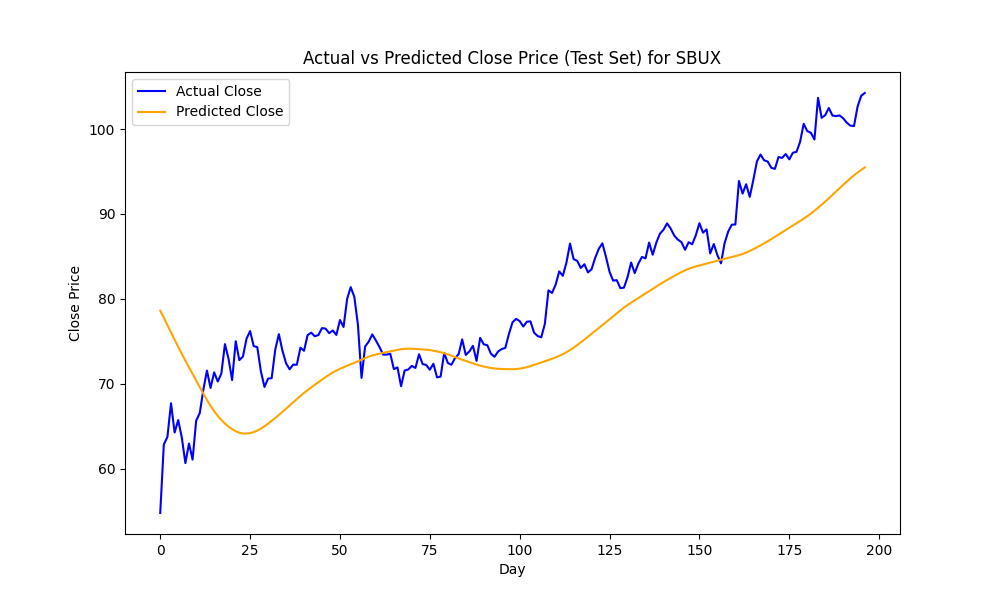 Actual vs Predicted Close Price (Test Set) for SBUX
Actual Close
Predicted Close
100
90
80
70
60
Close Price
0 25 50 75 100 125 150 175 200
Day